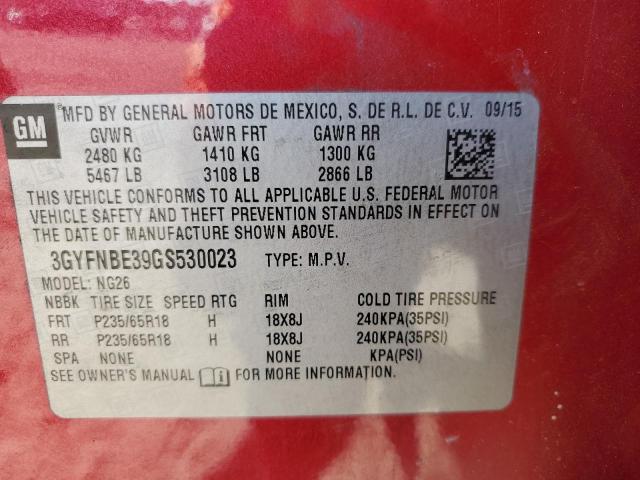 GM
®MFD BY GENERAL MOTORS DE MEXICO, S. DE R.L. DE C.V. 09/15
GVWR GAWR FRT GAWR RR
2480 KG 1410 KG 1300 KG
5467 LB 3108 LB 2866 LB
THIS VEHICLE CONFORMS TO ALL APPLICABLE U.S. FEDERAL MOTOR
VEHICLE SAFETY AND THEFT PREVENTION STANDARDS IN EFFECT ON
THE DATE OF MANUFACTURE SHOWN ABOVE.
3GYFNBE39GS530023 TYPE: M.P.V.
MODEL: NG26
NBBK TIRE SIZE SPEED RTG RIM COLD TIRE PRESSURE
FRT P235/65R18 H 18X8J 240KPA(35PSI)
RR P235/65R18 H 18X8J 240KPA(35PSI)
SPA NONE NONE KPA(PSI)
SEE OWNER'S MANUAL FOR MORE INFORMATION.